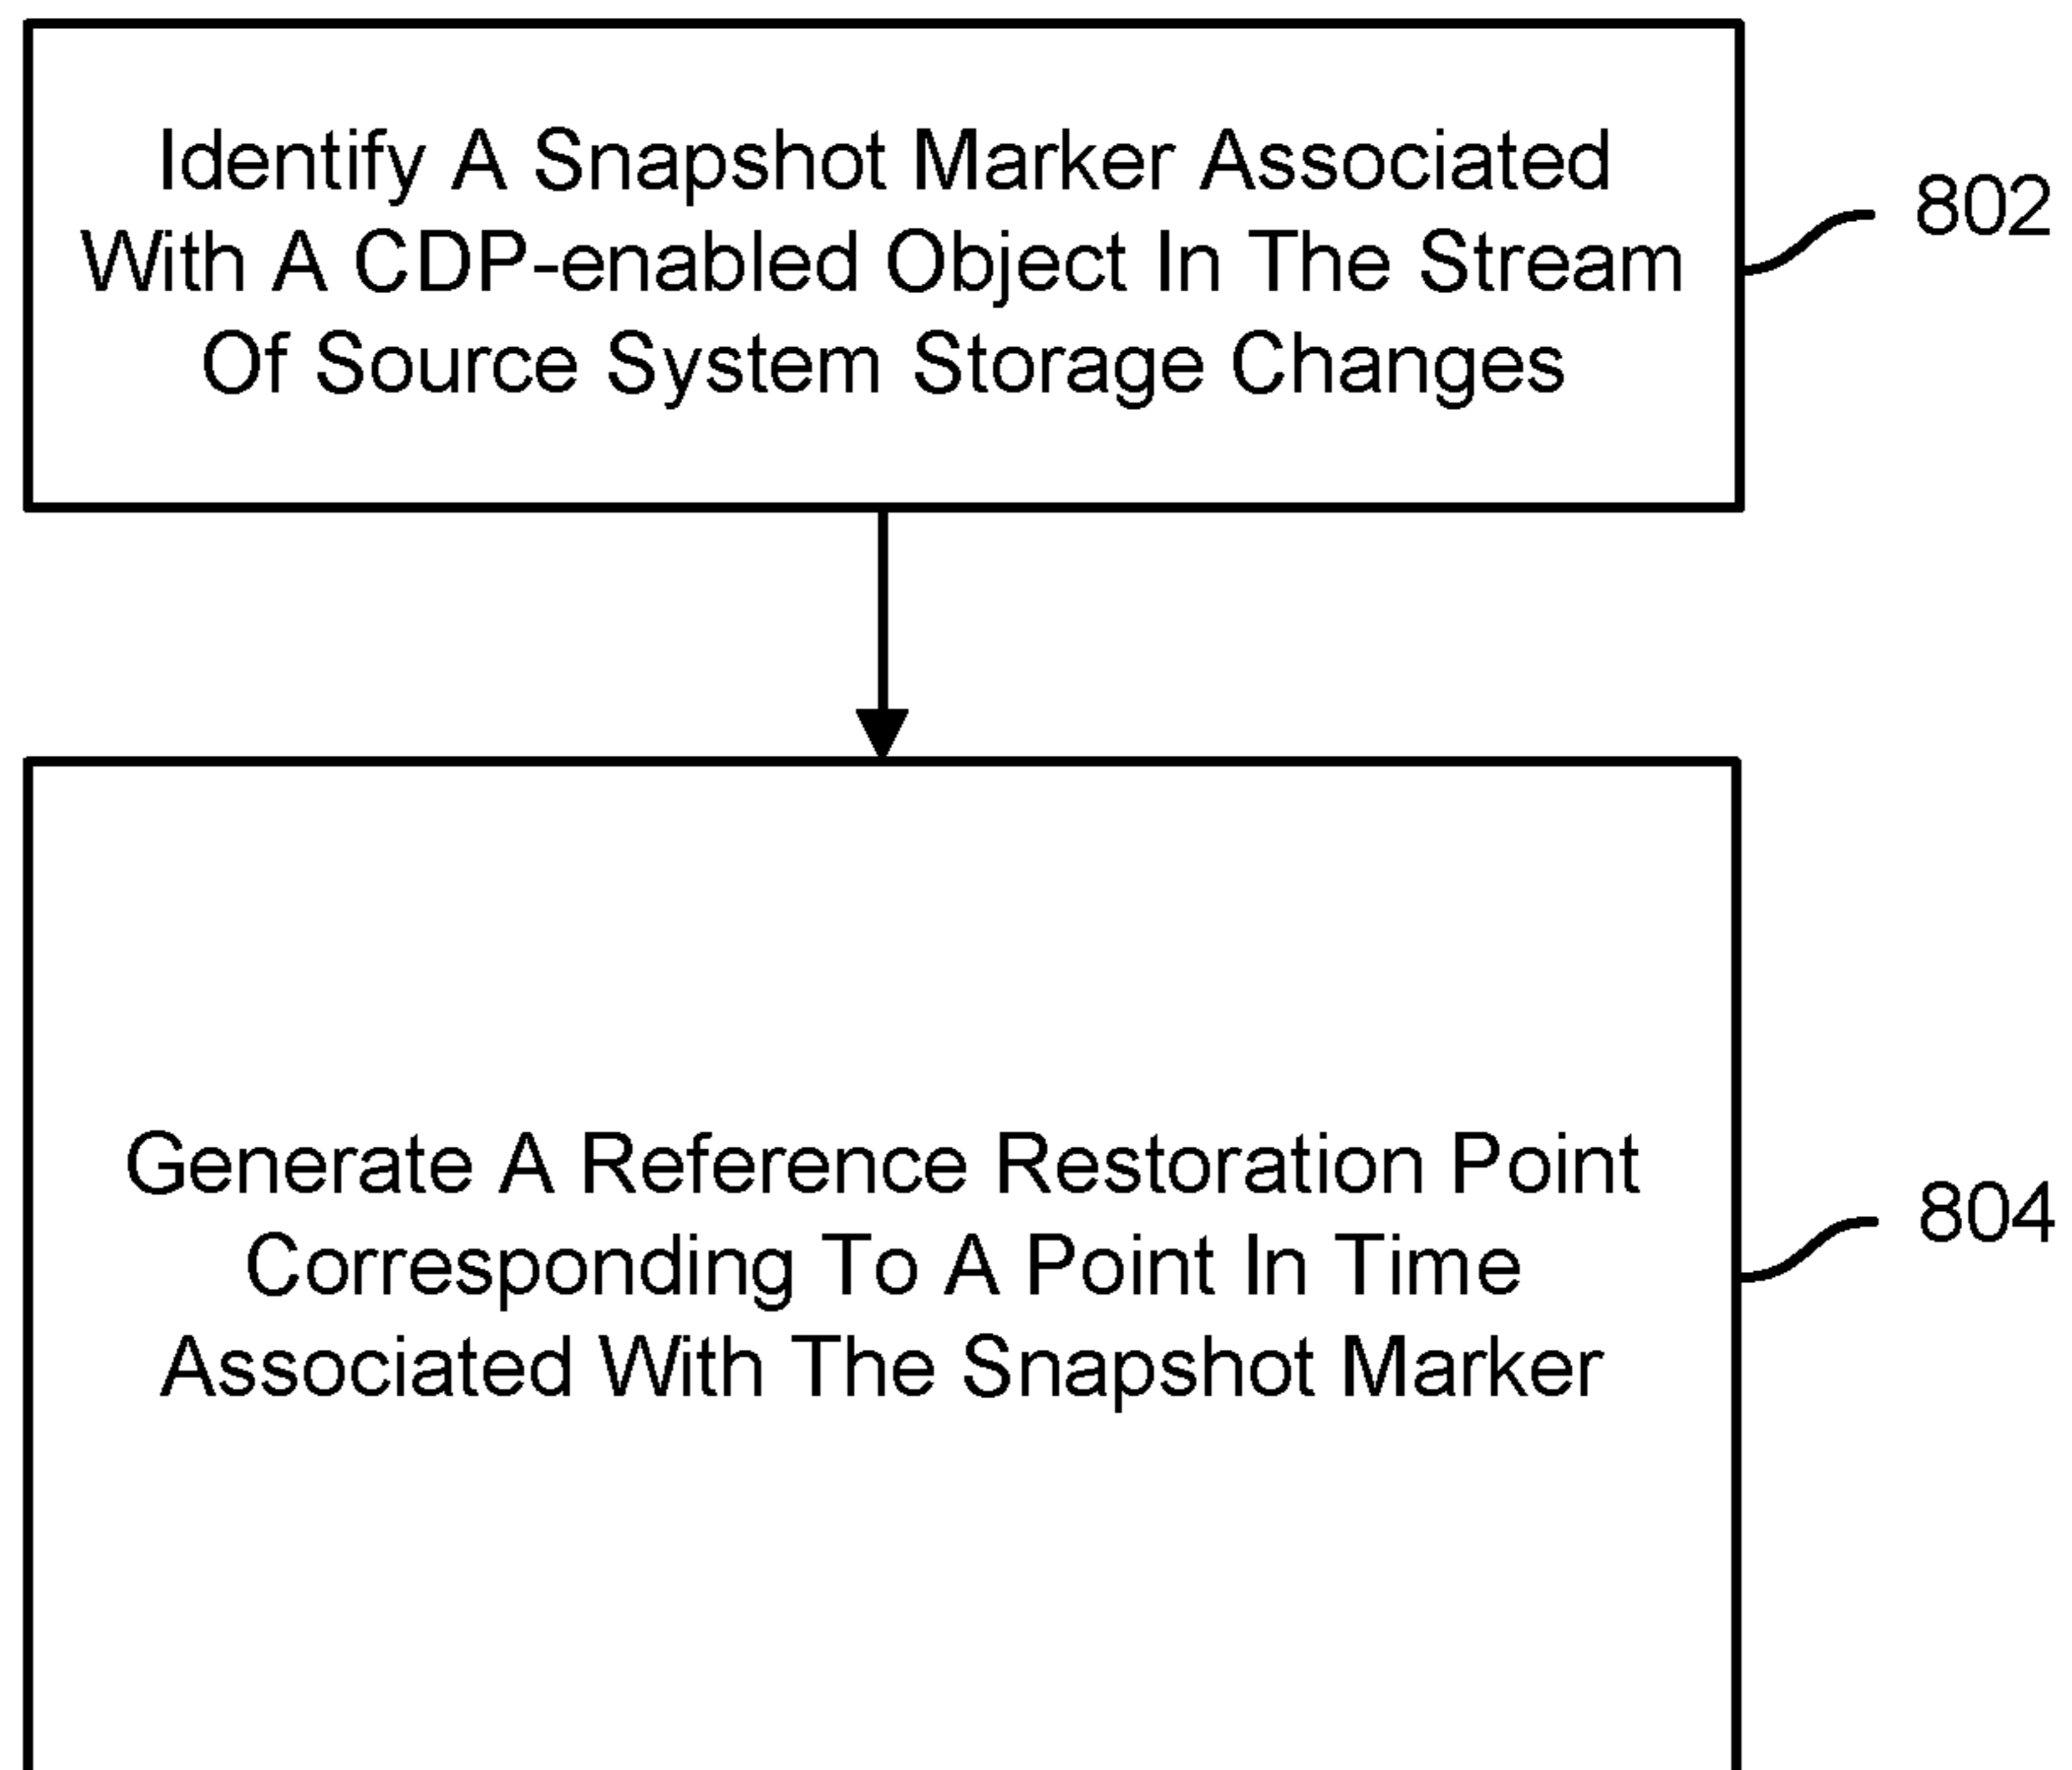 Identify A Snapshot Marker Associated
With A CDP-enabled Object In The Stream
Of Source System Storage Changes
802
Generate A Reference Restoration Point
Corresponding To A Point In Time
Associated With The Snapshot Marker
804